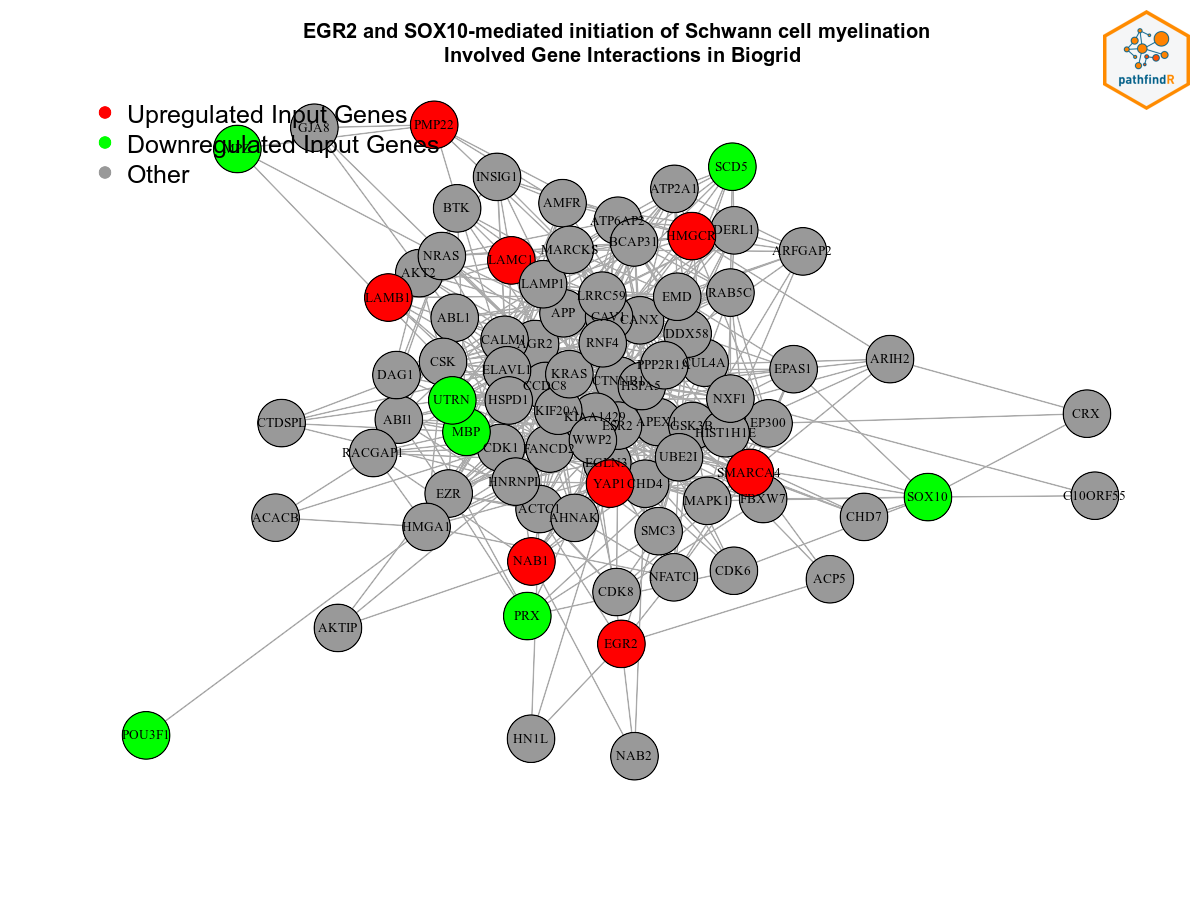 EGR2 and SOX10-mediated initiation of Schwann cell myelination
Involved Gene Interactions in Biogrid
pathfindR
Upregulated Input Genes
Downregulated Input Genes
Other
GJA8
PMP22
SCD5
INSIG1
ATP2A1
BTK
AMFR
ATP6AP2
HMGCR
DERL1
BCAP31
MARCKS
ARFGAP2
NRAS
LAMC1
AKT2
LAMP1
LAMB1
LRRC59
EMD
RAB5C
ABL1
APP
CAV1
CANX
DDX58
CALM1
AGR2
RNF4
CSK
ARIH2
DAG1
ELAVL1
KRAS
PPP2R1A
CUL4A
EPAS1
CCDC8
CTNNB1
HSPA5
UTRN
HSPD1
NXF1
CRX
CTDSPL
ABI1
KIF20A
KIAA1429
ESR2
APEX1
GSK3B
EP300
MBP
HIST1H1E
WWP2
RACGAP1
CDK1
FANCD2
UBE2I
EGLN3
SMARCA4
HNRNPL
YAP1
CHD4
EZR
MAPK1
FBXW7
SOX10
C10ORF55
ACACB
HMGA1
ACTC1
AHNAK
CHD7
SMC3
NAB1
NFATC1
CDK6
ACP5
CDK8
PRX
AKTIP
EGR2
POU3F1
HN1L
NAB2